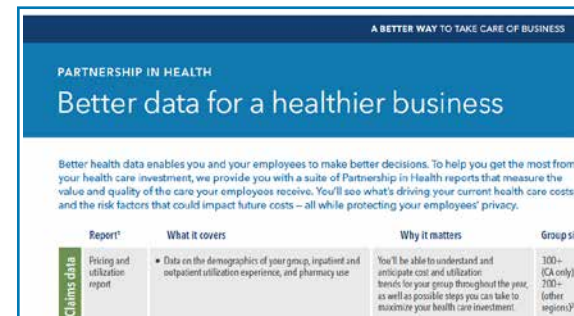 A BETTER WAY TO TAKE CARE OF BUSINESS
PARTNERSHIP IN HEALTH
Better data for a healthier business
Better health data enables you and your employees to make better decisions. To help you get the most from
your health care investment, we provide you with a suite of Partnership in Health reports that measure the
value and quality of the care your employees receive. You'll see what's driving your current health care costs
and the risk factors that could impact future costs – all while protecting your employees' privacy.
Report¹ What it covers Why it matters Group si
Claims data
Pricing and
utilization
report
• Data on the demographics of your group, inpatient and
outpatient utilization experience, and pharmacy use
You'll be able to understand and
anticipate cost and utilization
trends for your group throughout the year,
as well as possible steps you can take to
maximize your health care investment.
300+
(CA only)
200+
(other
regions)²